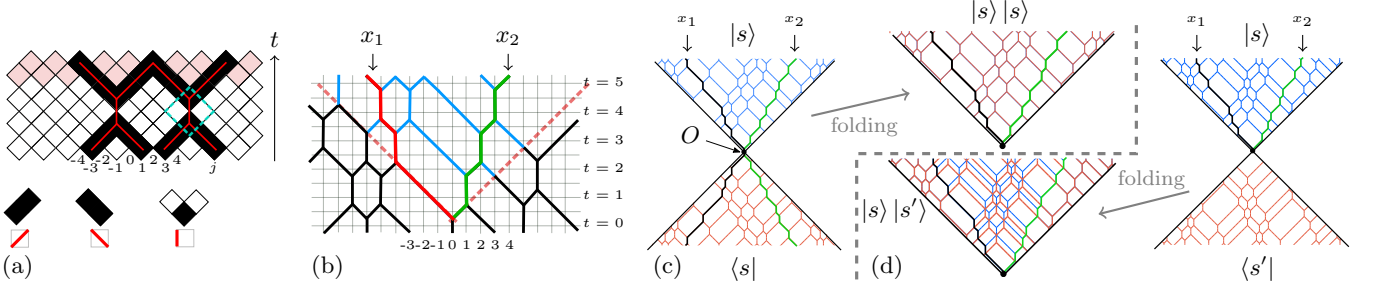 t
-4 -3 -2 -1 0 1 2 3 4 j
(a)
x₁ x₂
t = 5
t = 4
t = 3
t = 2
t = 1
t = 0
-3 -2 -1 0 1 2 3 4
(b)
x₁ |s⟩ x₂
O
⟨s|
(c)
|s⟩ |s⟩
folding
|s⟩ |s′⟩
folding
(d)
x₁ |s⟩ x₂
⟨s′|